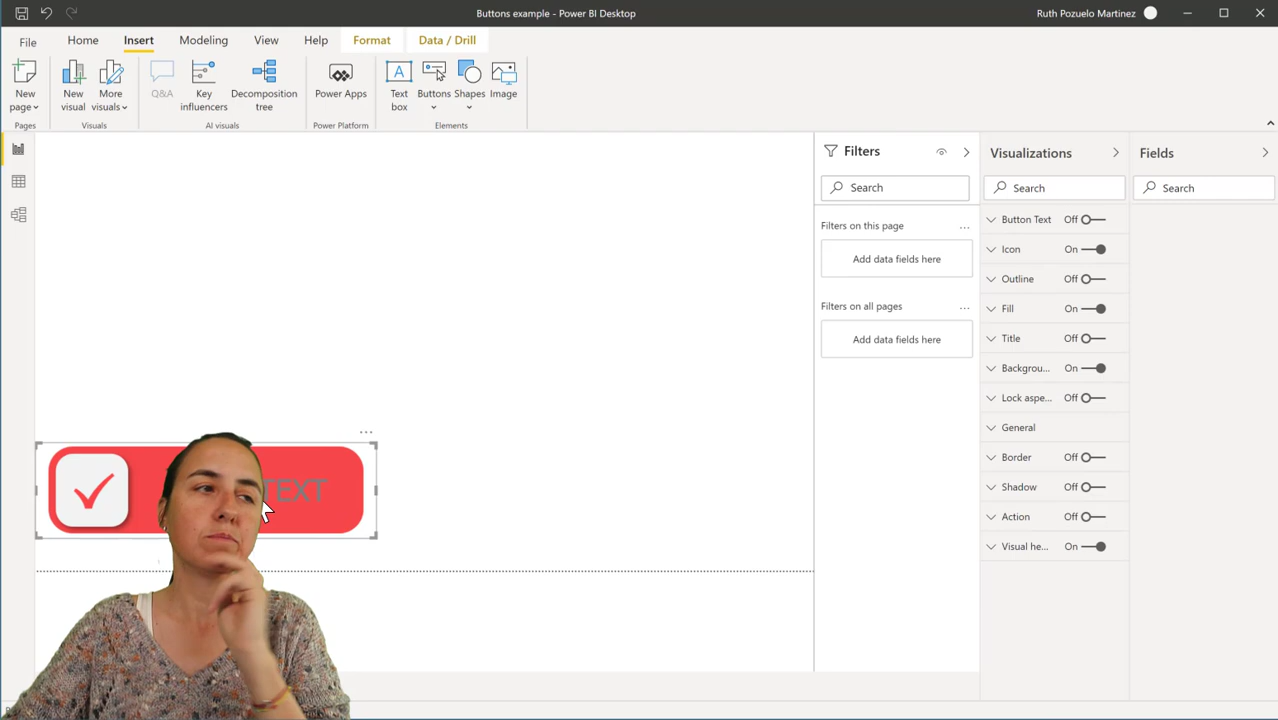 Buttons example - Power BI Desktop
Ruth Pozuelo Martinez
File
Home
Insert
Modeling
View
Help
Format
Data / Drill
New page
New visual
More visuals
Q&A
Key influencers
Decomposition tree
Power Apps
Text box
Buttons
Shapes
Image
Pages
Visuals
AI visuals
Power Platform
Elements
Filters
Search
Filters on this page
...
Add data fields here
Filters on all pages
...
Add data fields here
Visualizations
Search
Button Text Off
Icon On
Outline Off
Fill On
Title Off
Backgrou... On
Lock aspe... Off
General
Border Off
Shadow Off
Action Off
Visual he... On
Fields
Search
...
TEXT